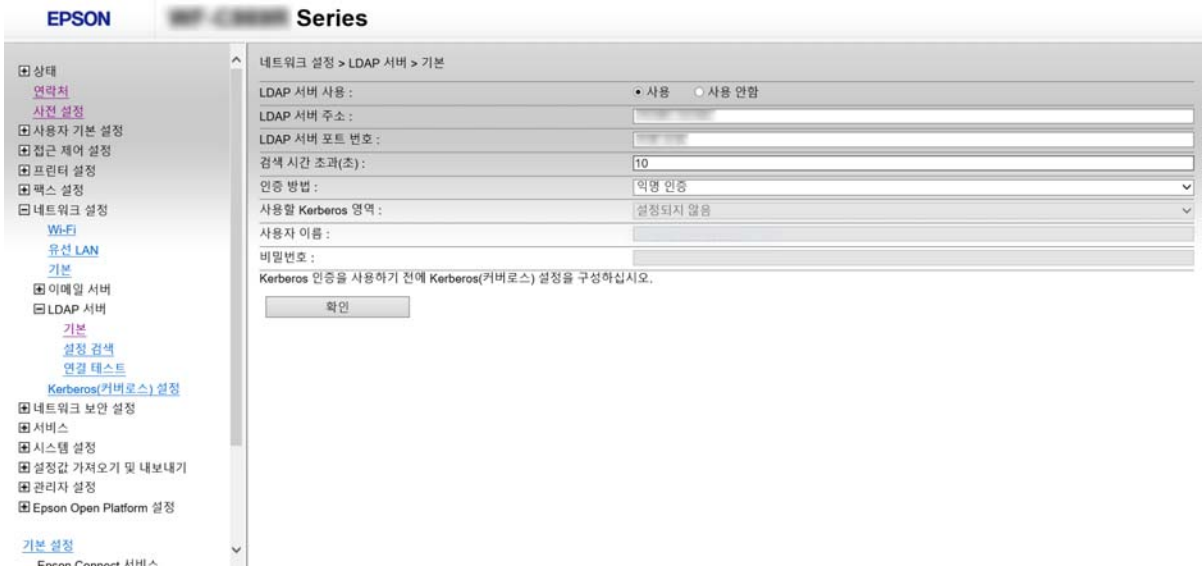 EPSON
Series
상태
연락처
사전 설정
사용자 기본 설정
접근 제어 설정
프린터 설정
팩스 설정
네트워크 설정
Wi-Fi
유선 LAN
기본
이메일 서버
LDAP 서버
기본
설정 검색
연결 테스트
Kerberos(커버로스) 설정
네트워크 보안 설정
서비스
시스템 설정
설정값 가져오기 및 내보내기
관리자 설정
Epson Open Platform 설정
기본 설정
Epson Connect 서비스
네트워크 설정 > LDAP 서버 > 기본
LDAP 서버 사용 : 사용 사용 안함
LDAP 서버 주소 :
LDAP 서버 포트 번호 :
검색 시간 초과(초) : 10
인증 방법 : 익명 인증
사용할 Kerberos 영역 : 설정되지 않음
사용자 이름 :
비밀번호 :
Kerberos 인증을 사용하기 전에 Kerberos(커버로스) 설정을 구성하십시오.
확인